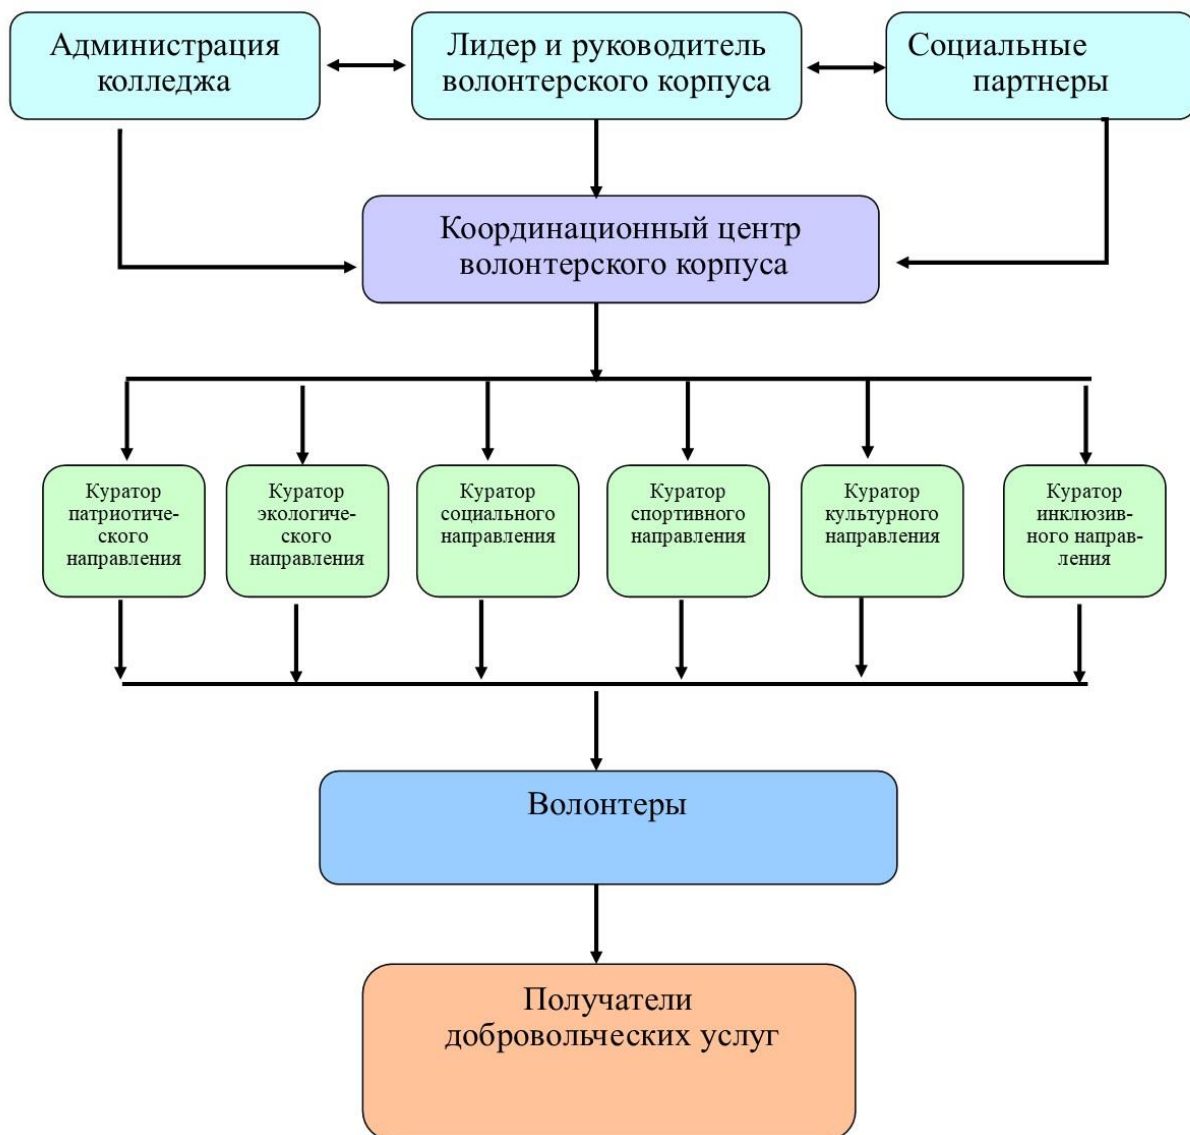 Администрация
колледжа
Лидер и руководитель
волонтерского корпуса
Социальные
партнеры
Координационный центр
волонтерского корпуса
Куратор
патриотиче-
ского
направления
Куратор
экологиче-
ского
направления
Куратор
социального
направления
Куратор
спортивного
направления
Куратор
культурного
направления
Куратор
инклюзив-
ного направ-
ления
Волонтеры
Получатели
добровольческих услуг